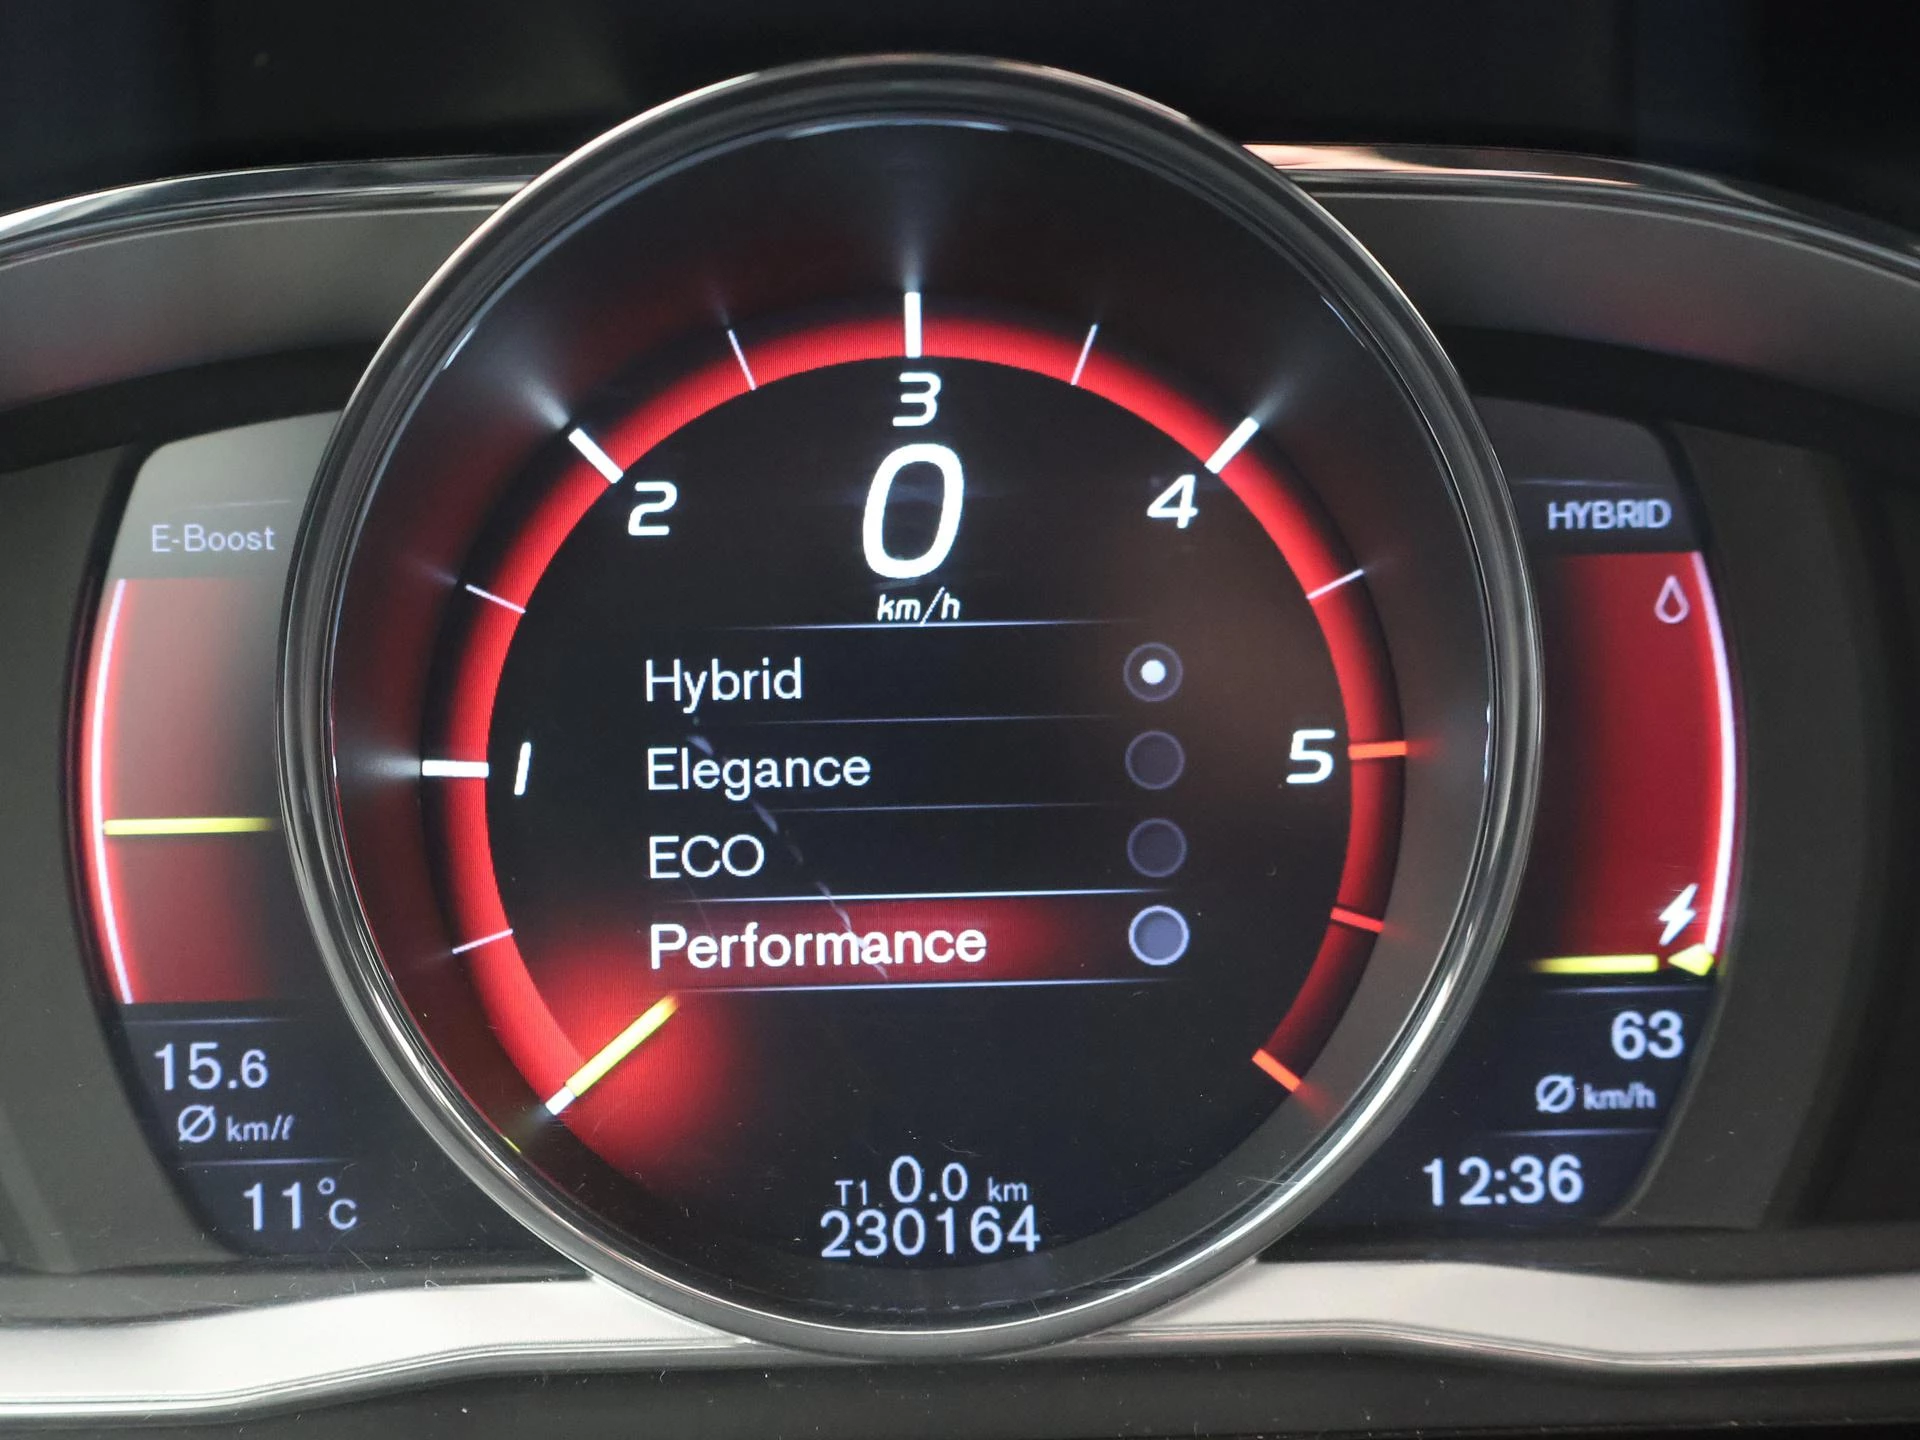 3
2
4
0
km/h
E-Boost
HYBRID
Hybrid
Elegance
1
5
ECO
Performance
15.6
Ø km/ℓ
11°C
63
Ø km/h
12:36
T1 0.0 km
230164